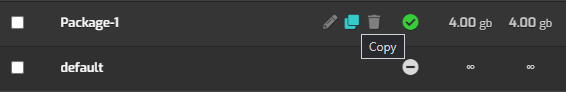 Package-1 4.00 gb 4.00 gb
Copy
default ∞ ∞